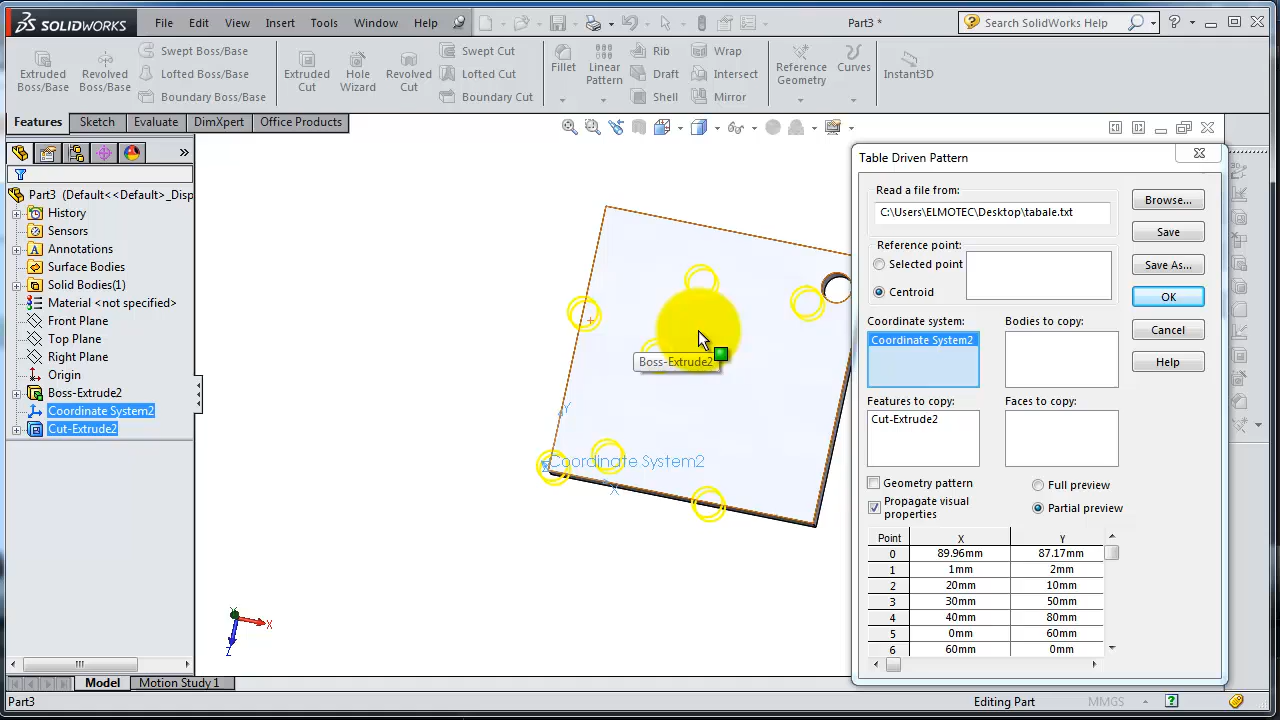 SOLIDWORKS File Edit View Insert Tools Window Help Part3 * Search SolidWorks Help
Extruded Boss/Base
Revolved Boss/Base
Swept Boss/Base
Lofted Boss/Base
Boundary Boss/Base
Extruded Cut
Hole Wizard
Revolved Cut
Swept Cut
Lofted Cut
Boundary Cut
Fillet
Linear Pattern
Rib
Draft
Shell
Wrap
Intersect
Mirror
Reference Geometry
Curves
Instant3D
Features Sketch Evaluate DimXpert Office Products
Part3 (Default<<Default>_Disp
History
Sensors
Annotations
Surface Bodies
Solid Bodies(1)
Material <not specified>
Front Plane
Top Plane
Right Plane
Origin
Boss-Extrude2
Coordinate System2
Cut-Extrude2
Boss-Extrude2
Y
Coordinate System2
X
Y
X
Z
Table Driven Pattern
Read a file from:
C:\Users\ELMOTEC\Desktop\tabale.txt
Browse...
Save
Save As...
OK
Cancel
Help
Reference point:
Selected point
Centroid
Coordinate system: Bodies to copy:
Coordinate System2
Features to copy: Faces to copy:
Cut-Extrude2
Geometry pattern Full preview
Propagate visual properties Partial preview
Point X Y
0 89.96mm 87.17mm
1 1mm 2mm
2 20mm 10mm
3 30mm 50mm
4 40mm 80mm
5 0mm 60mm
6 60mm 0mm
Model Motion Study 1
Part3 Editing Part MMGS